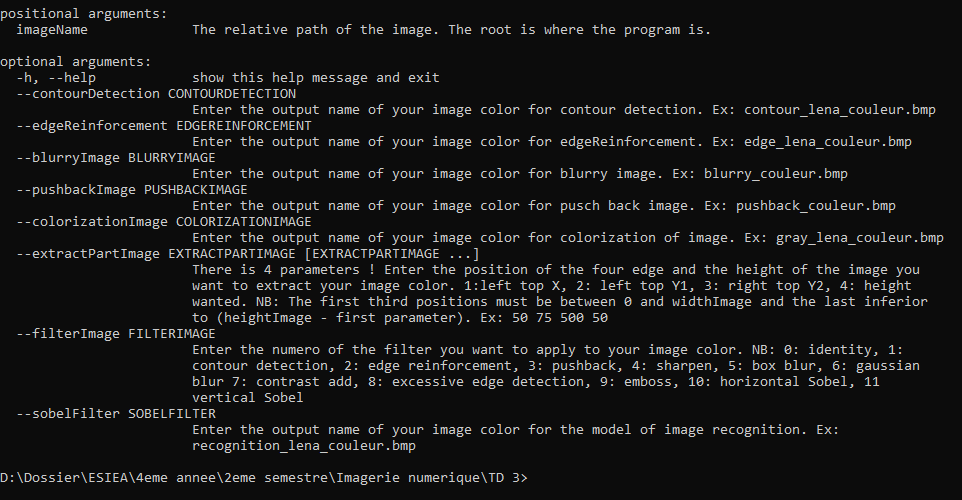 positional arguments:
imageName The relative path of the image. The root is where the program is.
optional arguments:
-h, --help show this help message and exit
--contourDetection CONTOURDETECTION
Enter the output name of your image color for contour detection. Ex: contour_lena_couleur.bmp
--edgeReinforcement EDGEREINFORCEMENT
Enter the output name of your image color for edgeReinforcement. Ex: edge_lena_couleur.bmp
--blurryImage BLURRYIMAGE
Enter the output name of your image color for blurry image. Ex: blurry_couleur.bmp
--pushbackImage PUSHBACKIMAGE
Enter the output name of your image color for pusch back image. Ex: pushback_couleur.bmp
--colorizationImage COLORIZATIONIMAGE
Enter the output name of your image color for colorization of image. Ex: gray_lena_couleur.bmp
--extractPartImage EXTRACTPARTIMAGE [EXTRACTPARTIMAGE ...]
There is 4 parameters ! Enter the position of the four edge and the height of the image you
want to extract your image color. 1:left top X, 2: left top Y1, 3: right top Y2, 4: height
wanted. NB: The first third positions must be between 0 and widthImage and the last inferior
to (heightImage - first parameter). Ex: 50 75 500 50
--filterImage FILTERIMAGE
Enter the numero of the filter you want to apply to your image color. NB: 0: identity, 1:
contour detection, 2: edge reinforcement, 3: pushback, 4: sharpen, 5: box blur, 6: gaussian
blur 7: contrast add, 8: excessive edge detection, 9: emboss, 10: horizontal Sobel, 11
vertical Sobel
--sobelFilter SOBELFILTER
Enter the output name of your image color for the model of image recognition. Ex:
recognition_lena_couleur.bmp
D:\Dossier\ESIEA\4eme annee\2eme semestre\Imagerie numerique\TD 3>